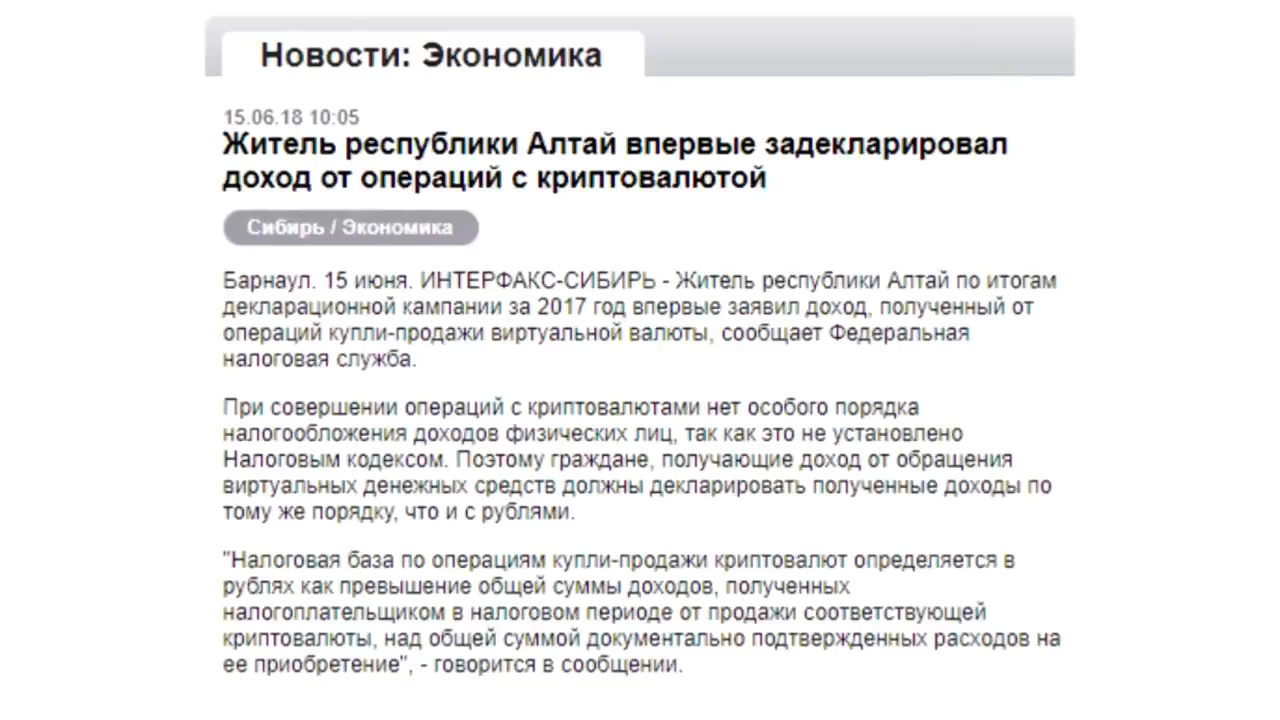 Новости: Экономика
15.06.18 10:05
Житель республики Алтай впервые задекларировал
доход от операций с криптовалютой
Сибирь / Экономика
Барнаул. 15 июня. ИНТЕРФАКС-СИБИРЬ - Житель республики Алтай по итогам
декларационной кампании за 2017 год впервые заявил доход, полученный от
операций купли-продажи виртуальной валюты, сообщает Федеральная
налоговая служба.
При совершении операций с криптовалютами нет особого порядка
налогообложения доходов физических лиц, так как это не установлено
Налоговым кодексом. Поэтому граждане, получающие доход от обращения
виртуальных денежных средств должны декларировать полученные доходы по
тому же порядку, что и с рублями.
"Налоговая база по операциям купли-продажи криптовалют определяется в
рублях как превышение общей суммы доходов, полученных
налогоплательщиком в налоговом периоде от продажи соответствующей
криптовалюты, над общей суммой документально подтвержденных расходов на
ее приобретение", - говорится в сообщении.